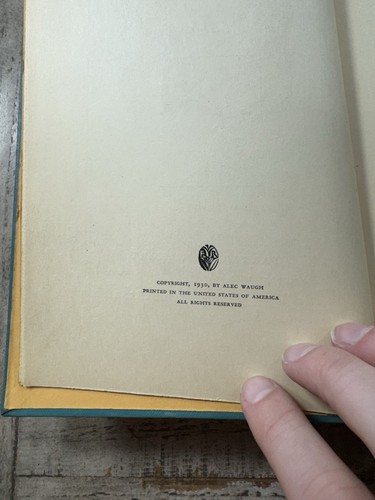 COPYRIGHT, 1930, BY ALEC WAUGH
PRINTED IN THE UNITED STATES OF AMERICA
ALL RIGHTS RESERVED